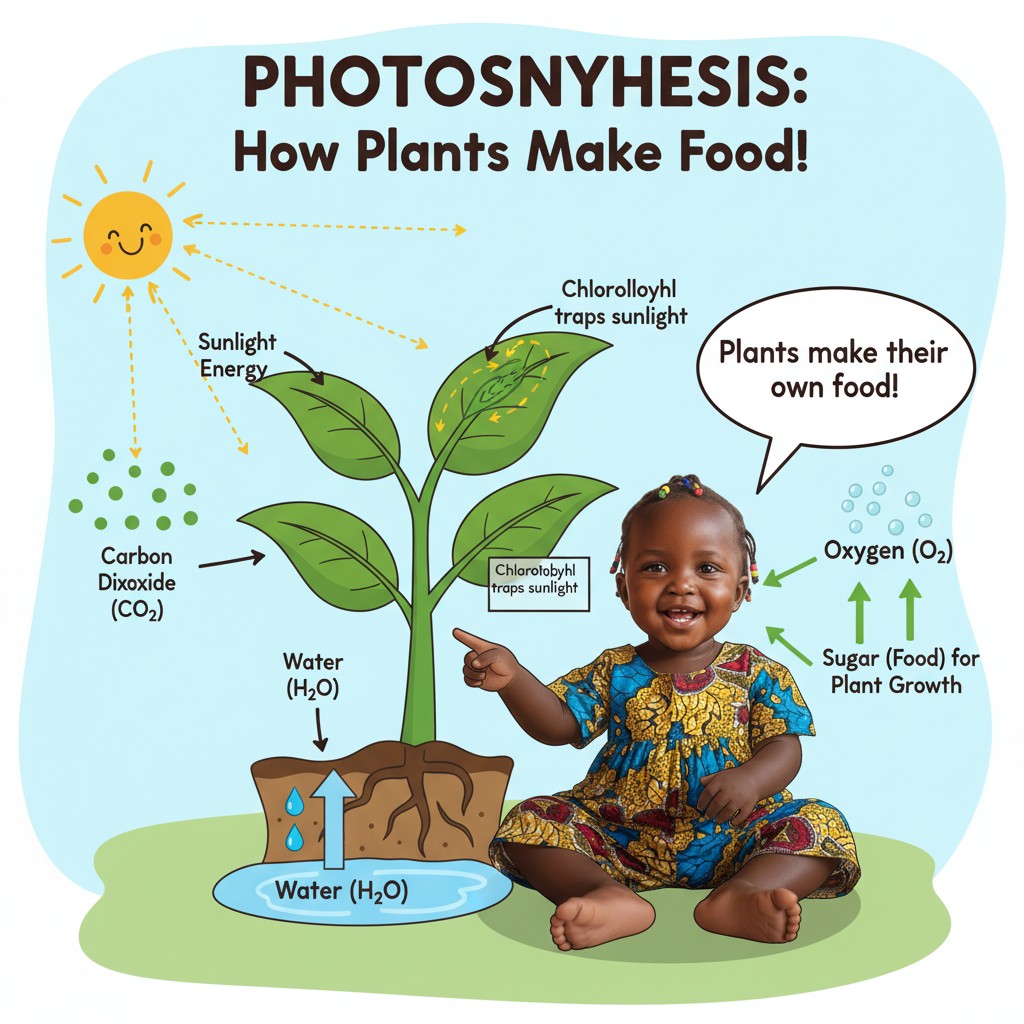 PHOTOSNYHESIS:
How Plants Make Food!
Sunlight
Energy
Chlorolloyhl
traps sunlight
Plants make their
own food!
Carbon
Dixoxide
(CO₂)
Oxygen (O₂)
Chlarotobyhl
traps sunlight
Water
(H₂O)
Sugar (Food) for
Plant Growth
Water (H₂O)